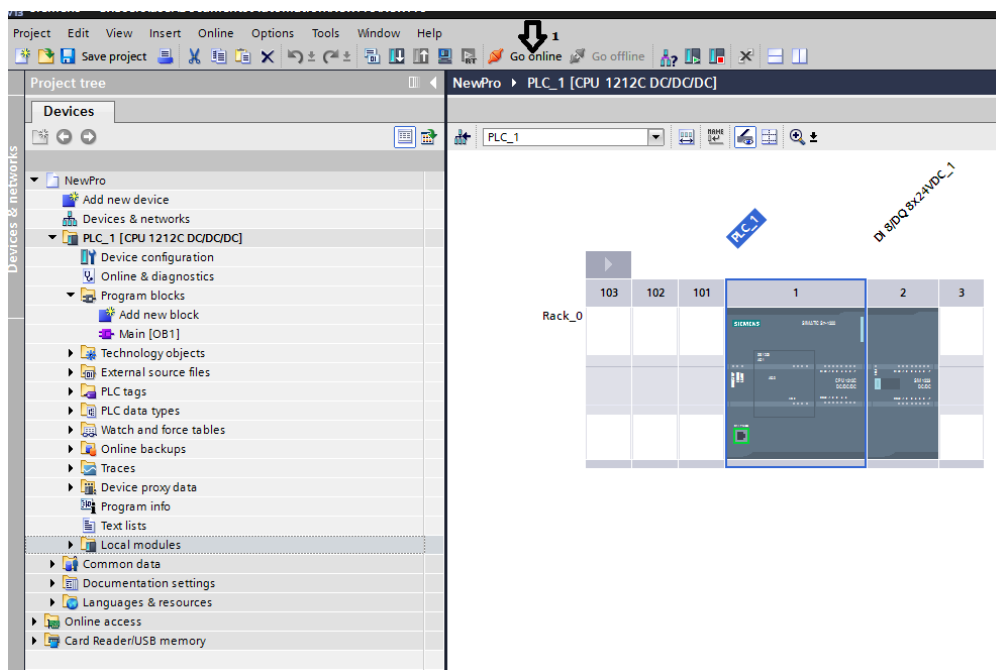 Project Edit View Insert Online Options Tools Window Help
1
Save project Go online Go offline
Project tree
NewPro PLC_1 [CPU 1212C DC/DC/DC]
Devices
PLC_1
Devices & networks
NewPro
Add new device
Devices & networks
PLC_1 [CPU 1212C DC/DC/DC]
Device configuration
Online & diagnostics
Program blocks
Add new block
Main [OB1]
Technology objects
External source files
PLC tags
PLC data types
Watch and force tables
Online backups
Traces
Device proxy data
Program info
Text lists
Local modules
Common data
Documentation settings
Languages & resources
Online access
Card Reader/USB memory
PLC_1
DI 8/DQ 8x24VDC_1
103 102 101 1 2 3
Rack_0
SIEMENS